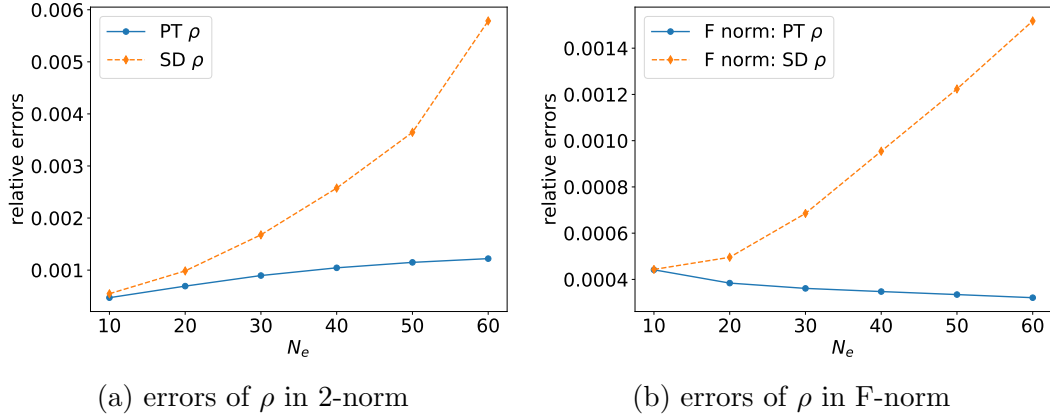 0.006
0.005
0.004
0.003
0.002
0.001
relative errors
PT ρ
SD ρ
10 20 30 40 50 60
N_e
(a) errors of ρ in 2-norm
0.0014
0.0012
0.0010
0.0008
0.0006
0.0004
relative errors
F norm: PT ρ
F norm: SD ρ
10 20 30 40 50 60
N_e
(b) errors of ρ in F-norm